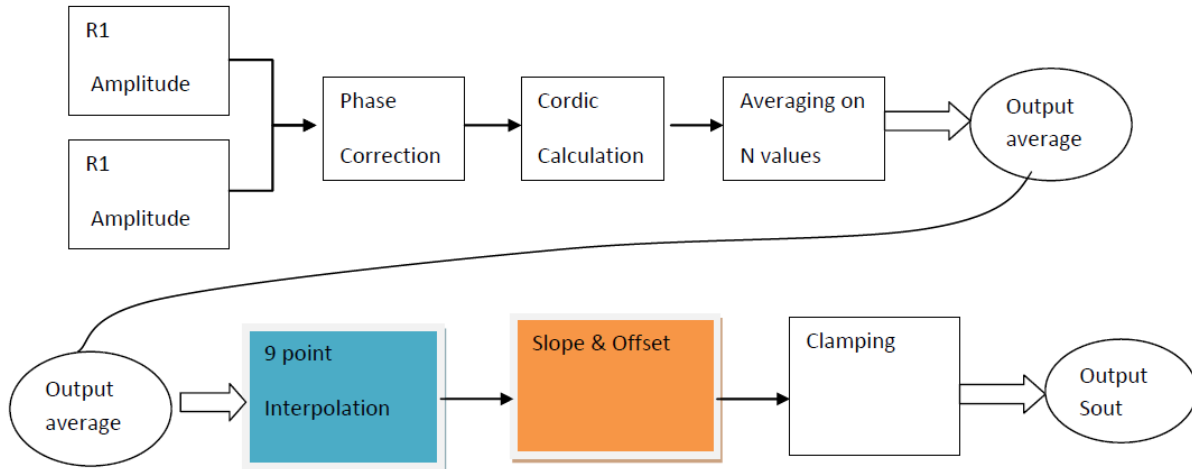 R1
Amplitude
R1
Amplitude
Phase
Correction
Cordic
Calculation
Averaging on
N values
Output
average
Output
average
9 point
Interpolation
Slope & Offset
Clamping
Output
Sout